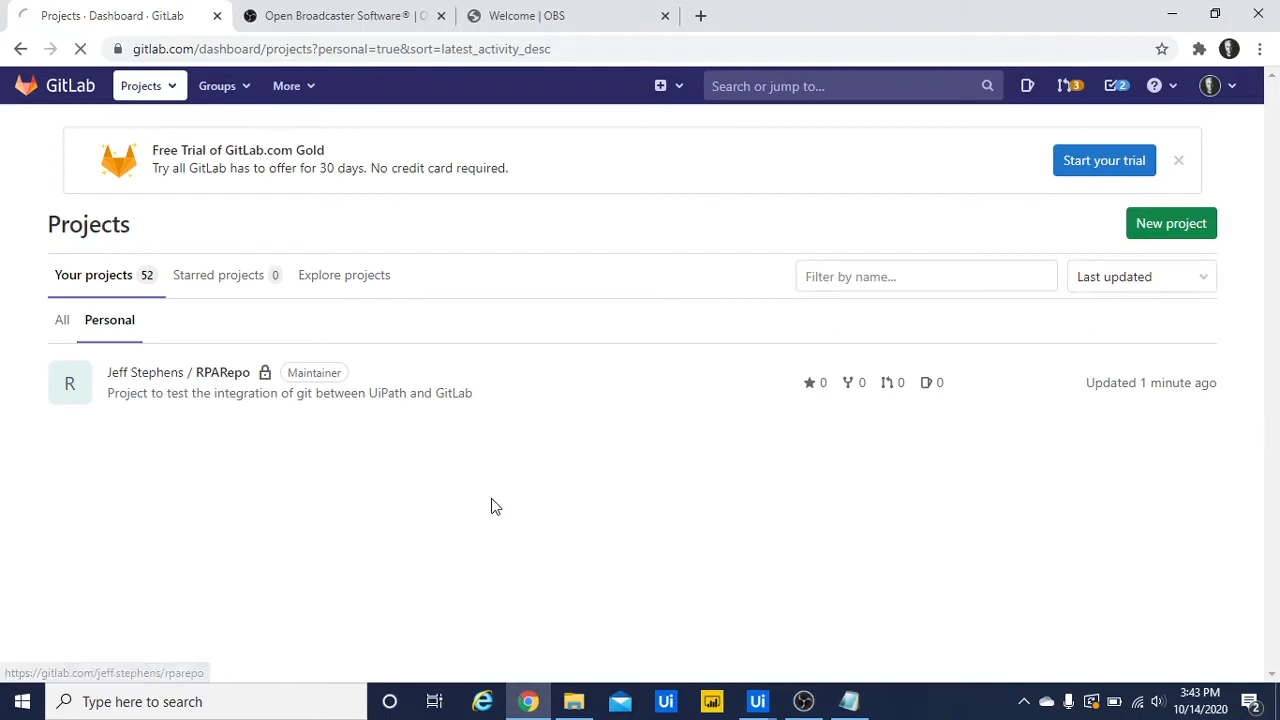 Projects · Dashboard · GitLab
Open Broadcaster Software® | O
Welcome | OBS
gitlab.com/dashboard/projects?personal=true&sort=latest_activity_desc
GitLab
Projects
Groups
More
Search or jump to...
3
2
Free Trial of GitLab.com Gold
Try all GitLab has to offer for 30 days. No credit card required.
Start your trial
Projects
New project
Your projects 52
Starred projects 0
Explore projects
Filter by name...
Last updated
All
Personal
R
Jeff Stephens / RPARepo
Maintainer
0
0
0
0
Updated 1 minute ago
Project to test the integration of git between UiPath and GitLab
https://gitlab.com/jeff.stephens/rparepo
Type here to search
Ui
Ui
3:43 PM
10/14/2020
2